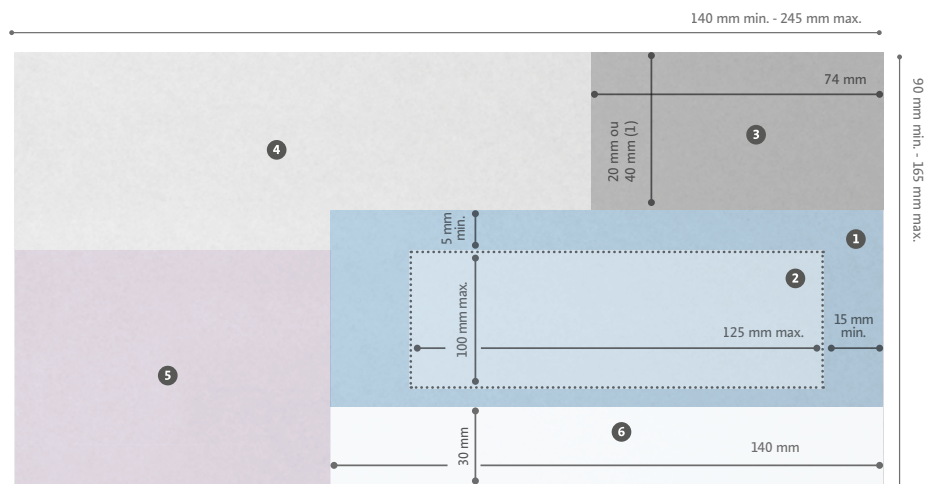 140 mm min. - 245 mm max.
74 mm
20 mm ou
40 mm (1)
3
4
90 mm min. - 165 mm max.
5 mm
min.
1
2
100 mm max.
125 mm max.
15 mm
min.
5
6
30 mm
140 mm